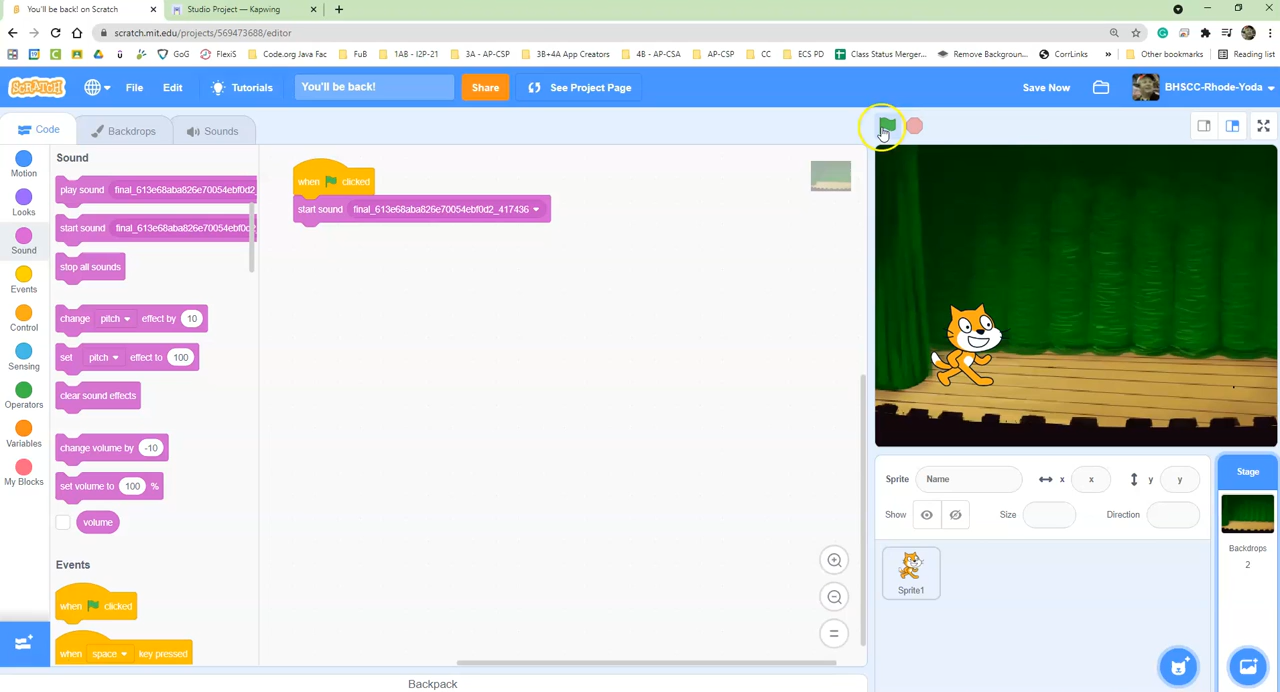 You'll be back! on Scratch
Studio Project — Kapwing
scratch.mit.edu/projects/569473688/editor
GoG
FlexiS
Code.org Java Fac
FuB
1AB - I2P-21
3A - AP-CSP
3B+4A App Creators
4B - AP-CSA
AP-CSP
CC
ECS PD
Class Status Merger...
Remove Backgroun...
CorrLinks
»
Other bookmarks
Reading list
SCRATCH
File
Edit
Tutorials
You'll be back!
Share
See Project Page
Save Now
BHSCC-Rhode-Yoda
Code
Backdrops
Sounds
Motion
Looks
Sound
Events
Control
Sensing
Operators
Variables
My Blocks
Sound
play sound final_613e68aba826e70054ebf0d2_
start sound final_613e68aba826e70054ebf0d2
stop all sounds
change pitch effect by 10
set pitch effect to 100
clear sound effects
change volume by -10
set volume to 100 %
volume
Events
when clicked
when space key pressed
when clicked
start sound final_613e68aba826e70054ebf0d2_417436
Sprite
Name
x
x
y
y
Show
Size
Direction
Sprite1
Stage
Backdrops
2
Backpack